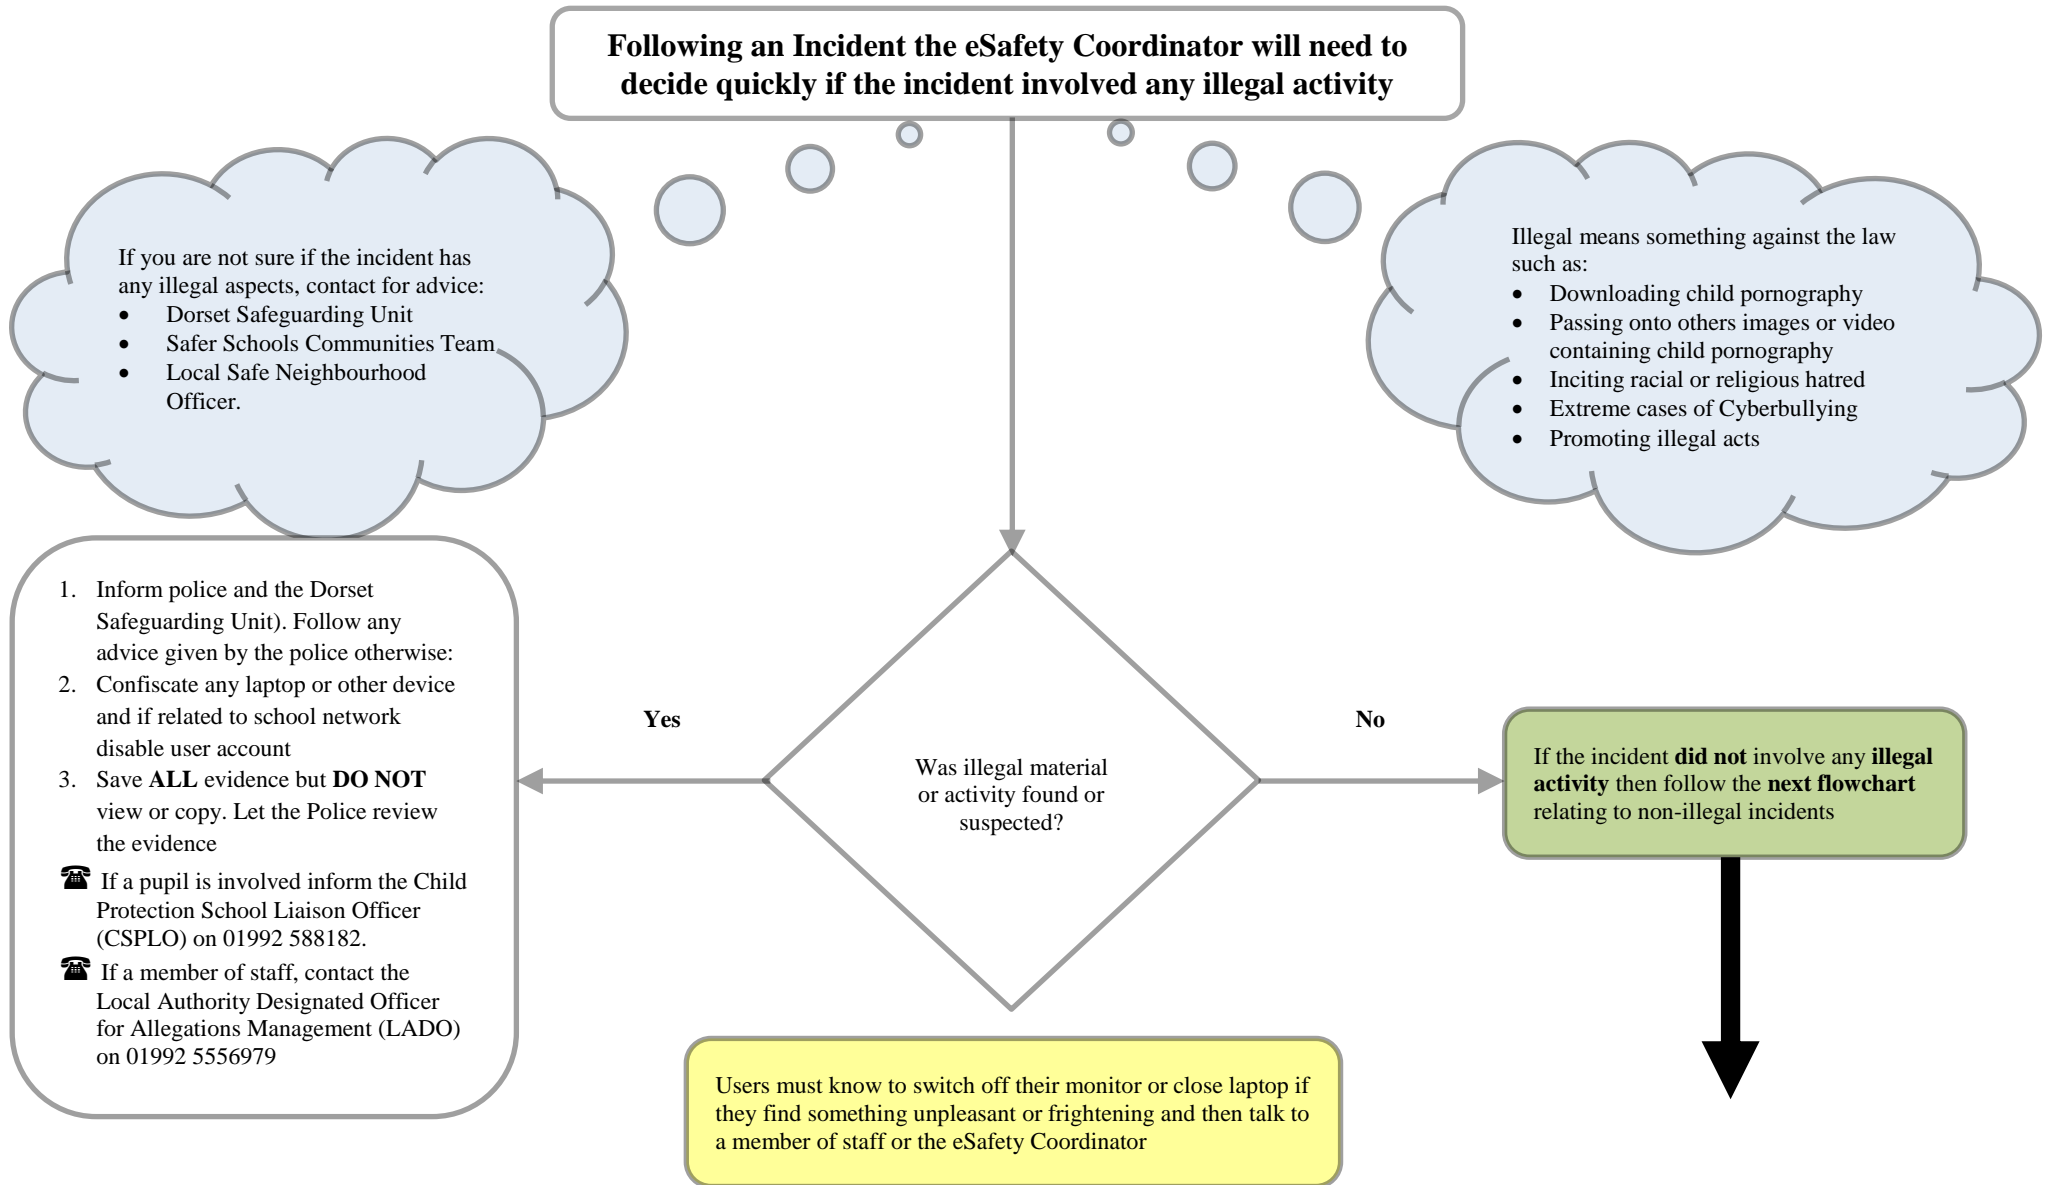 Following an Incident the eSafety Coordinator will need to
decide quickly if the incident involved any illegal activity
If you are not sure if the incident has
any illegal aspects, contact for advice:
• Dorset Safeguarding Unit
• Safer Schools Communities Team
• Local Safe Neighbourhood
Officer.
Illegal means something against the law
such as:
• Downloading child pornography
• Passing onto others images or video
containing child pornography
• Inciting racial or religious hatred
• Extreme cases of Cyberbullying
• Promoting illegal acts
1. Inform police and the Dorset
Safeguarding Unit). Follow any
advice given by the police otherwise:
2. Confiscate any laptop or other device
and if related to school network
disable user account
3. Save ALL evidence but DO NOT
view or copy. Let the Police review
the evidence
☎ If a pupil is involved inform the Child
Protection School Liaison Officer
(CSPLO) on 01992 588182.
☎ If a member of staff, contact the
Local Authority Designated Officer
for Allegations Management (LADO)
on 01992 5556979
Yes
Was illegal material
or activity found or
suspected?
No
If the incident did not involve any illegal
activity then follow the next flowchart
relating to non-illegal incidents
Users must know to switch off their monitor or close laptop if
they find something unpleasant or frightening and then talk to
a member of staff or the eSafety Coordinator